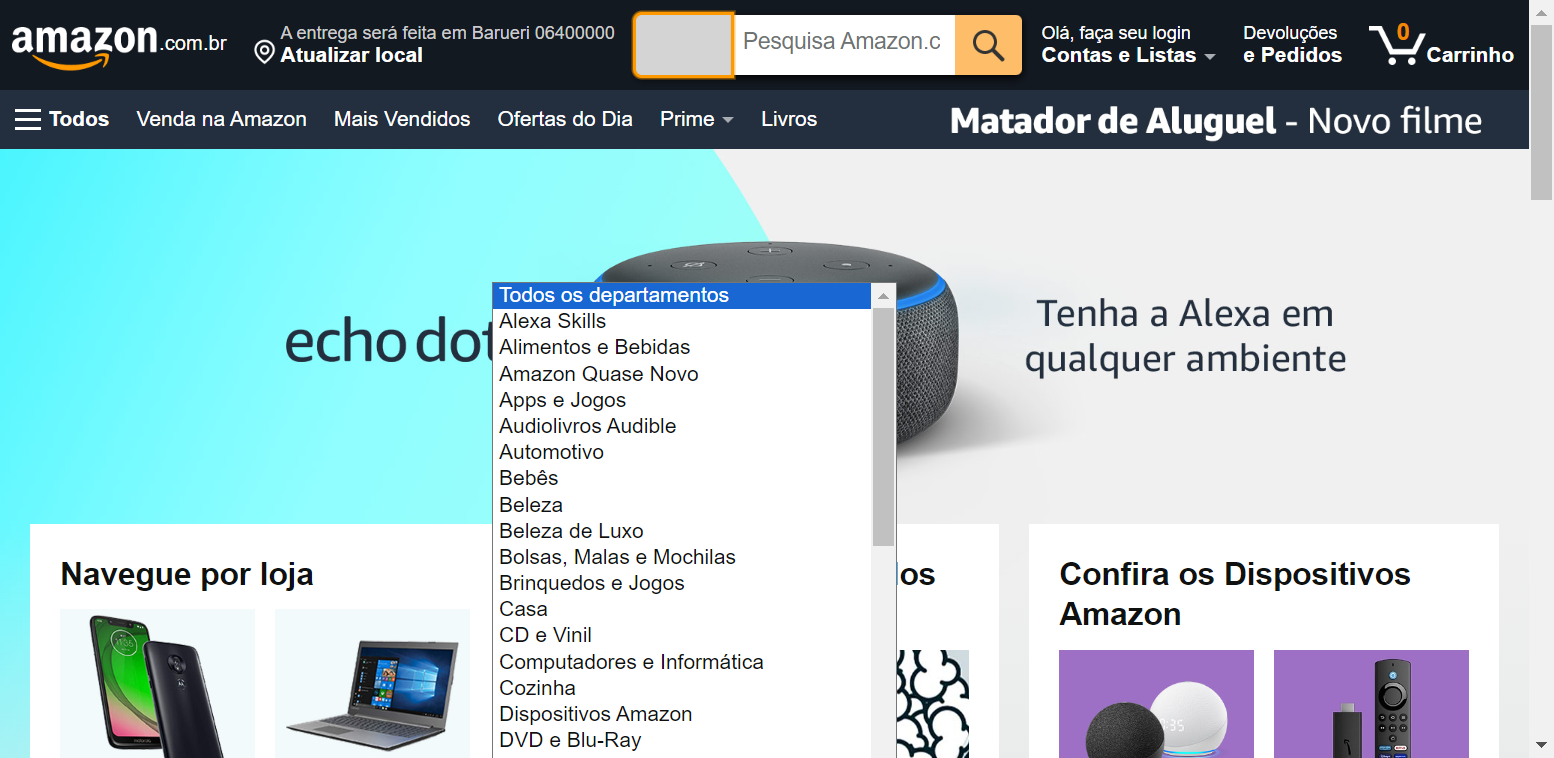 amazon.com.br
A entrega será feita em Barueri 06400000
Atualizar local
Pesquisa Amazon.c
Olá, faça seu login
Contas e Listas
Devoluções
e Pedidos
0
Carrinho
Todos
Venda na Amazon
Mais Vendidos
Ofertas do Dia
Prime
Livros
Matador de Aluguel - Novo filme
echo dot
Tenha a Alexa em
qualquer ambiente
Todos os departamentos
Alexa Skills
Alimentos e Bebidas
Amazon Quase Novo
Apps e Jogos
Audiolivros Audible
Automotivo
Bebês
Beleza
Beleza de Luxo
Bolsas, Malas e Mochilas
Brinquedos e Jogos
Casa
CD e Vinil
Computadores e Informática
Cozinha
Dispositivos Amazon
DVD e Blu-Ray
Navegue por loja
Confira os Dispositivos
Amazon